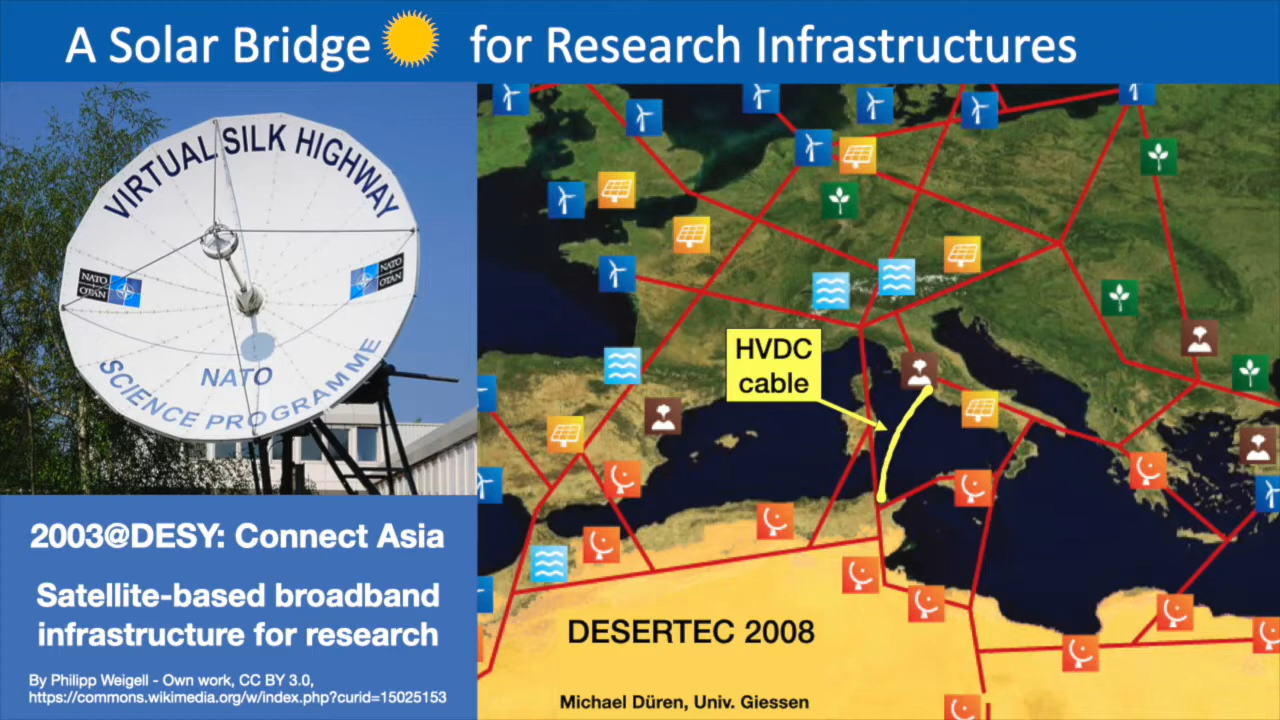 A Solar Bridge for Research Infrastructures
VIRTUAL SILK HIGHWAY
NATO
OTAN
NATO
OTAN
NATO
SCIENCE PROGRAMME
2003@DESY: Connect Asia
Satellite-based broadband
infrastructure for research
By Philipp Weigell - Own work, CC BY 3.0,
https://commons.wikimedia.org/w/index.php?curid=15025153
HVDC
cable
DESERTEC 2008
Michael Düren, Univ. Giessen